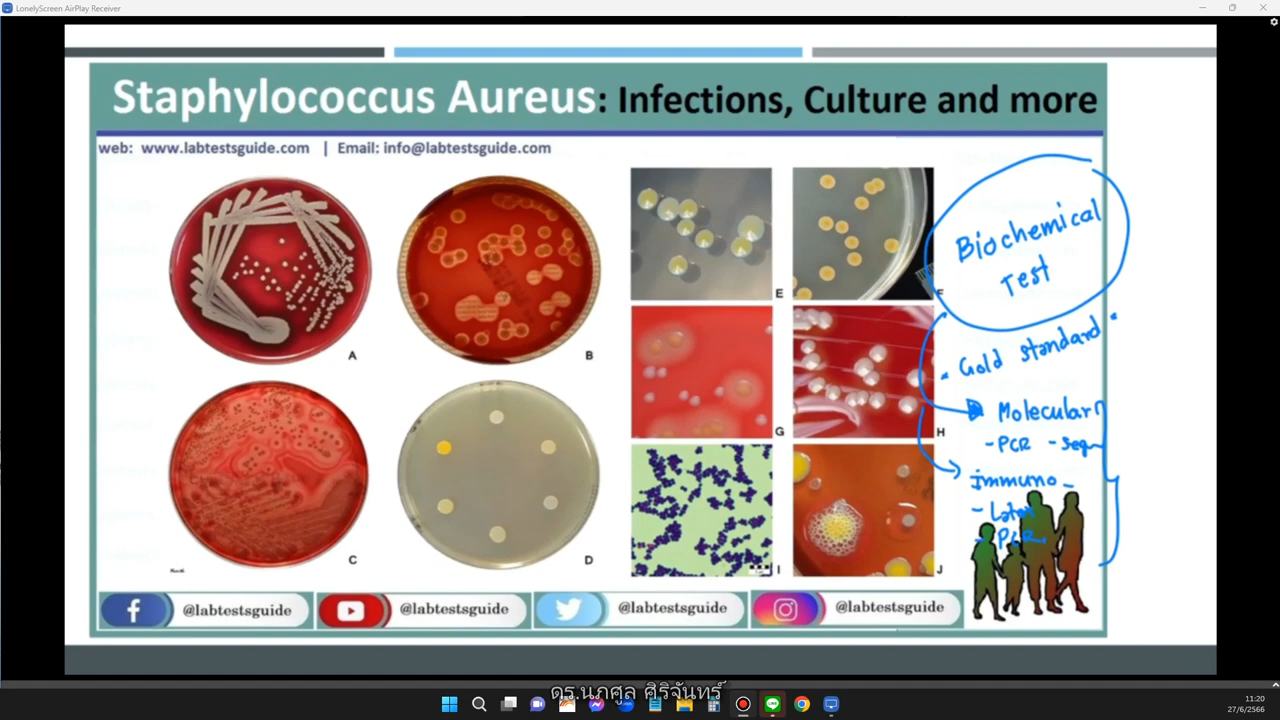 LonelyScreen AirPlay Receiver
Staphylococcus Aureus: Infections, Culture and more
web: www.labtestsguide.com | Email: info@labtestsguide.com
A
B
C
D
E
F
G
H
I
J
Biochemical
Test
Gold standard
Molecular
- PCR - Sequ
immuno -
- Latex
- PCR
@labtestsguide
@labtestsguide
@labtestsguide
@labtestsguide
ดร.นภศูล ศิริจันทร์
11:20
27/6/2566